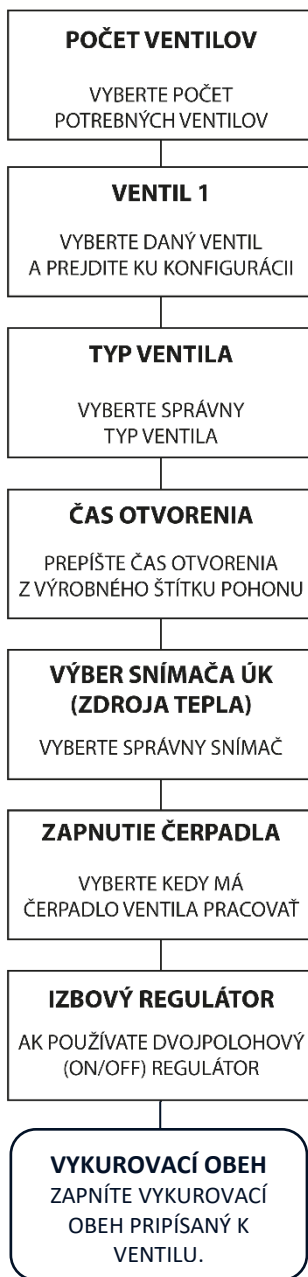 POČET VENTILOV
VYBERTE POČET
POTREBNÝCH VENTILOV
VENTIL 1
VYBERTE DANÝ VENTIL
A PREJDITE KU KONFIGURÁCII
TYP VENTILA
VYBERTE SPRÁVNY
TYP VENTILA
ČAS OTVORENIA
PREPÍŠTE ČAS OTVORENIA
Z VÝROBNÉHO ŠTÍTKU POHONU
VÝBER SNÍMAČA ÚK
(ZDROJA TEPLA)
VYBERTE SPRÁVNY SNÍMAČ
ZAPNUTIE ČERPADLA
VYBERTE KEDY MÁ
ČERPADLO VENTILA PRACOVAŤ
IZBOVÝ REGULÁTOR
AK POUŽÍVATE DVOJPOLOHOVÝ
(ON/OFF) REGULÁTOR
VYKUROVACÍ OBEH
ZAPNÍTE VYKUROVACÍ
OBEH PRIPÍSANÝ K
VENTILU.